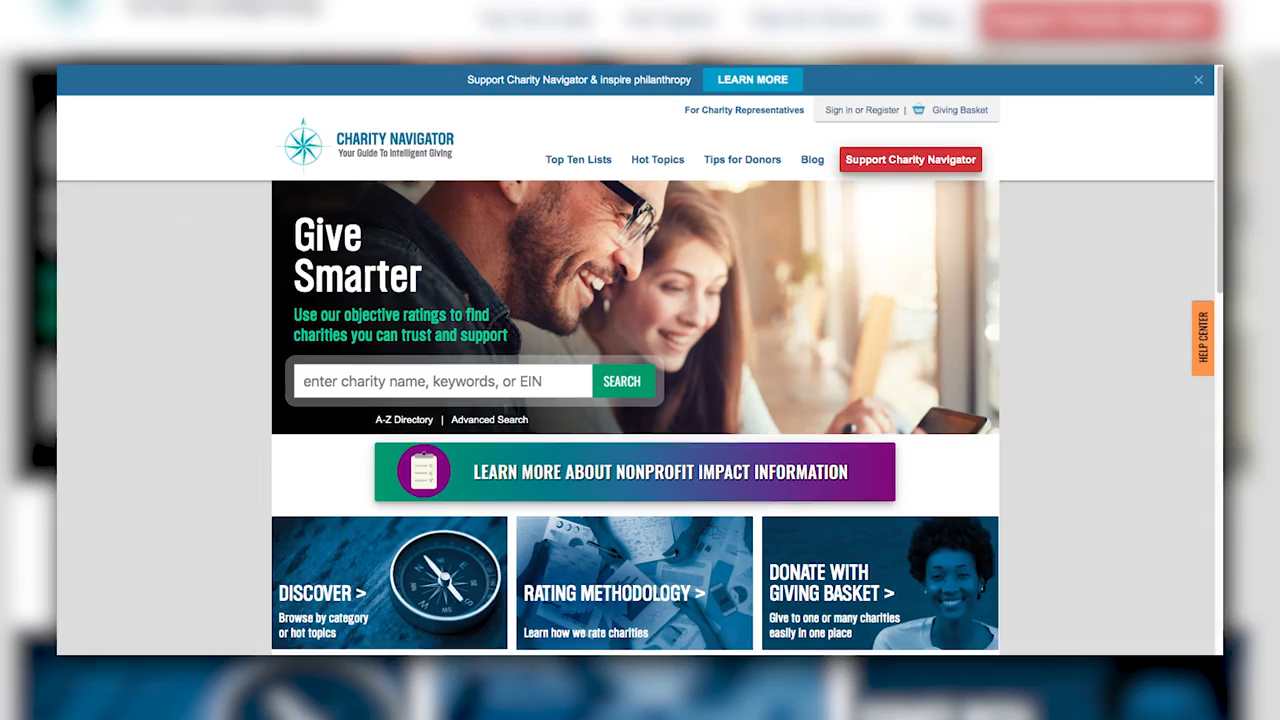 Support Charity Navigator & inspire philanthropy LEARN MORE
For Charity Representatives Sign in or Register | Giving Basket
CHARITY NAVIGATOR
Your Guide To Intelligent Giving
Top Ten Lists Hot Topics Tips for Donors Blog Support Charity Navigator
Give
Smarter
Use our objective ratings to find
charities you can trust and support
enter charity name, keywords, or EIN SEARCH
A-Z Directory | Advanced Search
HELP CENTER
LEARN MORE ABOUT NONPROFIT IMPACT INFORMATION
DISCOVER >
Browse by category
or hot topics
RATING METHODOLOGY >
Learn how we rate charities
DONATE WITH
GIVING BASKET >
Give to one or many charities
easily in one place